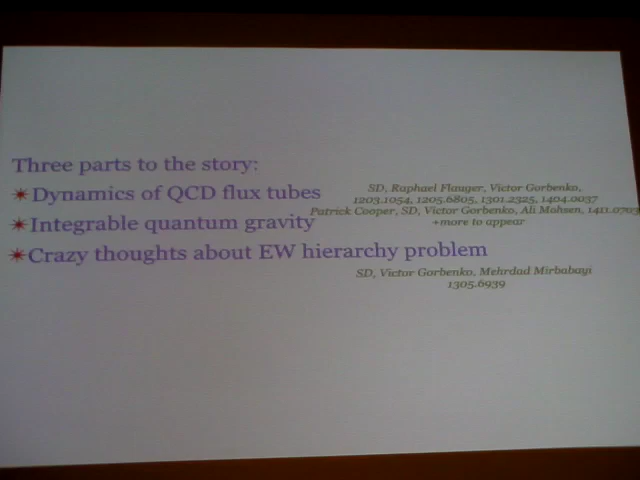 Three parts to the story:
Dynamics of QCD flux tubes
SD, Raphael Flauger, Victor Gorbenko,
1203.1054, 1205.6805, 1301.2325, 1404.0037
Patrick Cooper, SD, Victor Gorbenko, Ali Mohsen, 1411.0703
+more to appear
Integrable quantum gravity
Crazy thoughts about EW hierarchy problem
SD, Victor Gorbenko, Mehrdad Mirbabayi
1305.6939